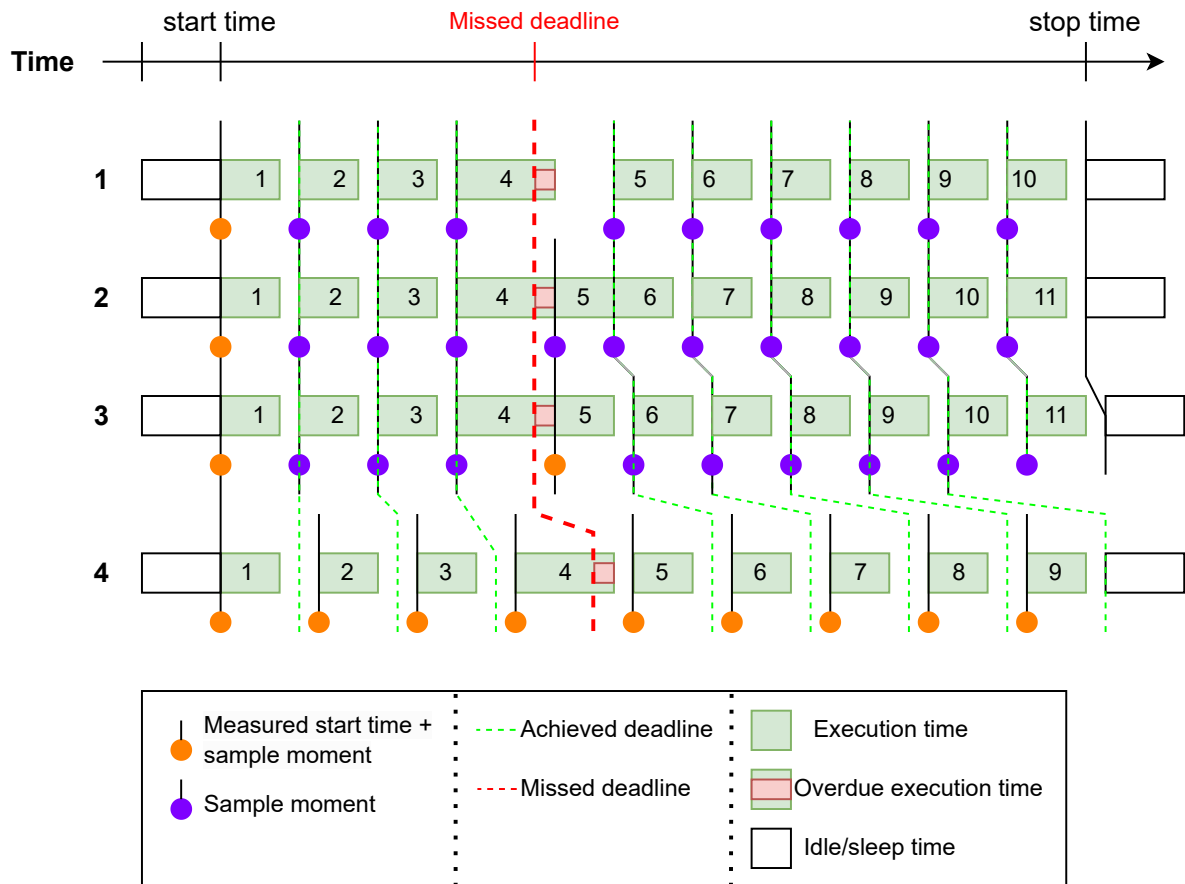 start time
Missed deadline
stop time
Time
1 1 2 3 4 5 6 7 8 9 10
2 1 2 3 4 5 6 7 8 9 10 11
3 1 2 3 4 5 6 7 8 9 10 11
4 1 2 3 4 5 6 7 8 9
Measured start time +
sample moment
Sample moment
Achieved deadline
Missed deadline
Execution time
Overdue execution time
Idle/sleep time